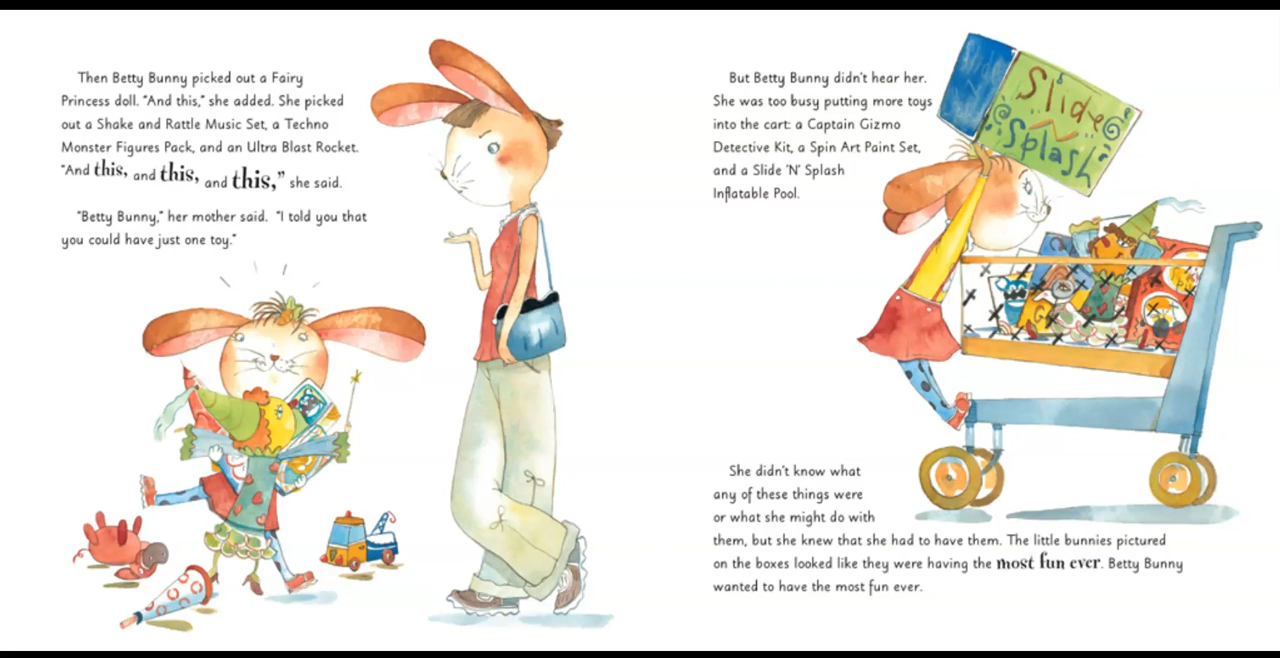 Then Betty Bunny picked out a Fairy
Princess doll. "And this," she added. She picked
out a Shake and Rattle Music Set, a Techno
Monster Figures Pack, and an Ultra Blast Rocket.
"And this, and this, and this," she said.
"Betty Bunny," her mother said. "I told you that
you could have just one toy."
But Betty Bunny didn't hear her.
She was too busy putting more toys
into the cart: a Captain Gizmo
Detective Kit, a Spin Art Paint Set,
and a Slide 'N' Splash
Inflatable Pool.
Slide
N
Splash
She didn't know what
any of these things were
or what she might do with
them, but she knew that she had to have them. The little bunnies pictured
on the boxes looked like they were having the most fun ever. Betty Bunny
wanted to have the most fun ever.